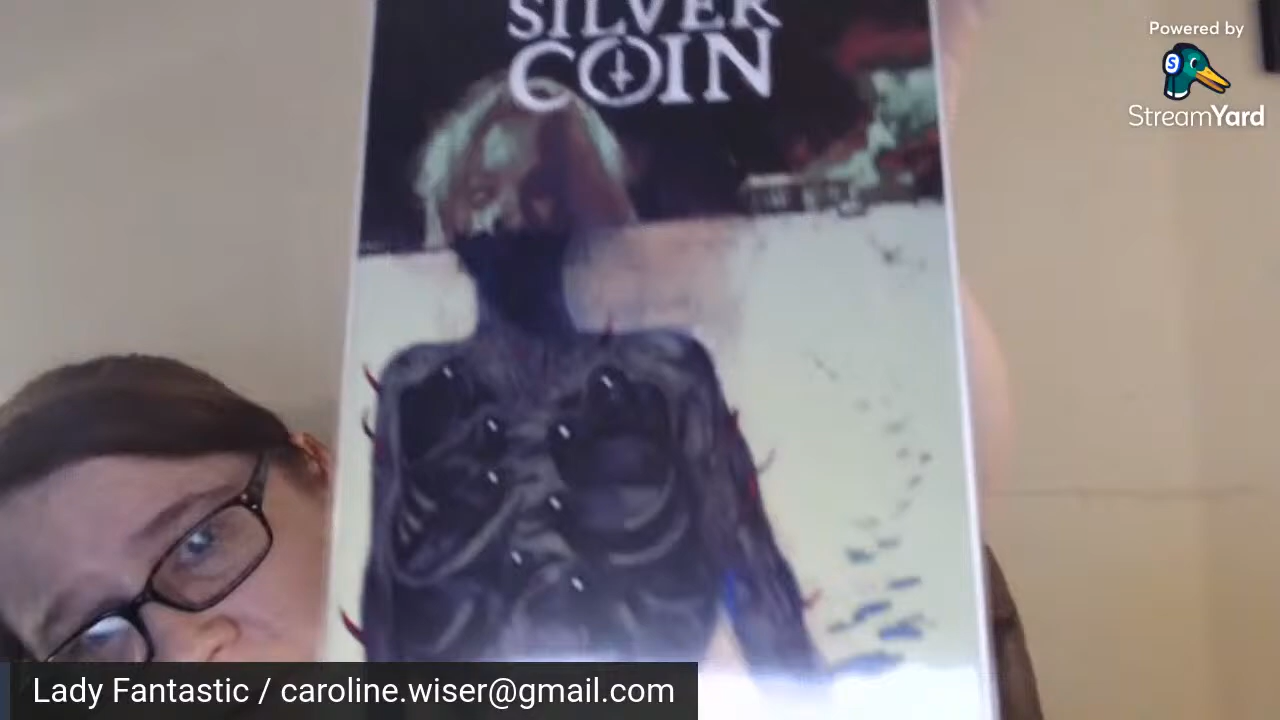 SILVER
COIN
Powered by
S
StreamYard
Lady Fantastic / caroline.wiser@gmail.com